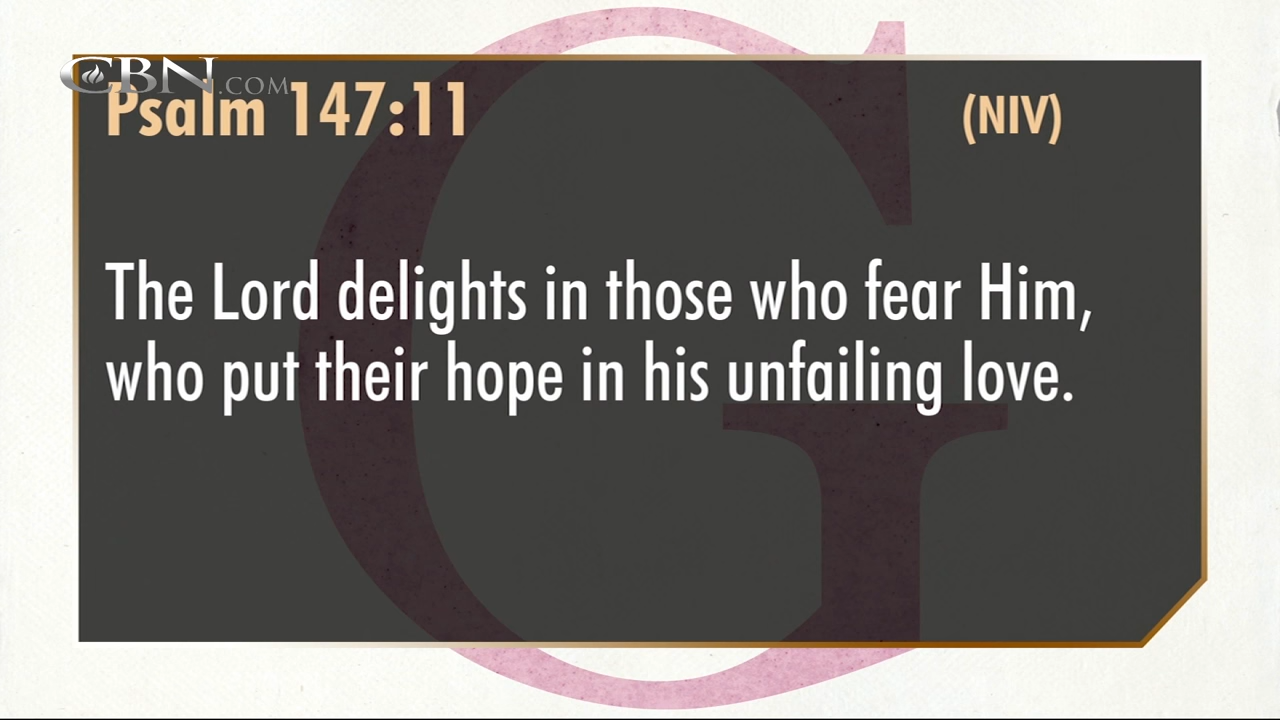 CBN.COM
Psalm 147:11 (NIV)
The Lord delights in those who fear Him,
who put their hope in his unfailing love.
G